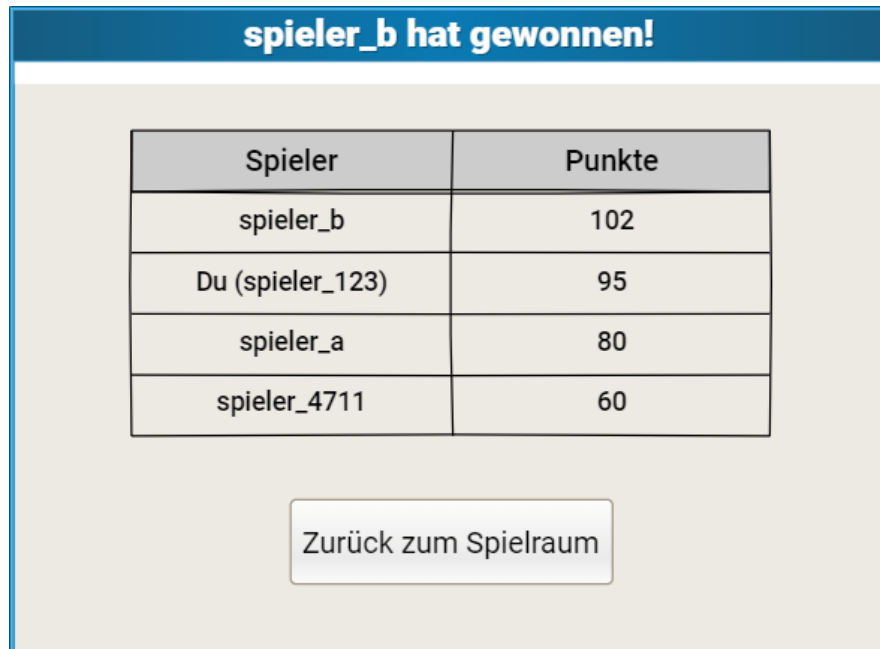 spieler_b hat gewonnen!
Spieler Punkte
spieler_b 102
Du (spieler_123) 95
spieler_a 80
spieler_4711 60
Zurück zum Spielraum